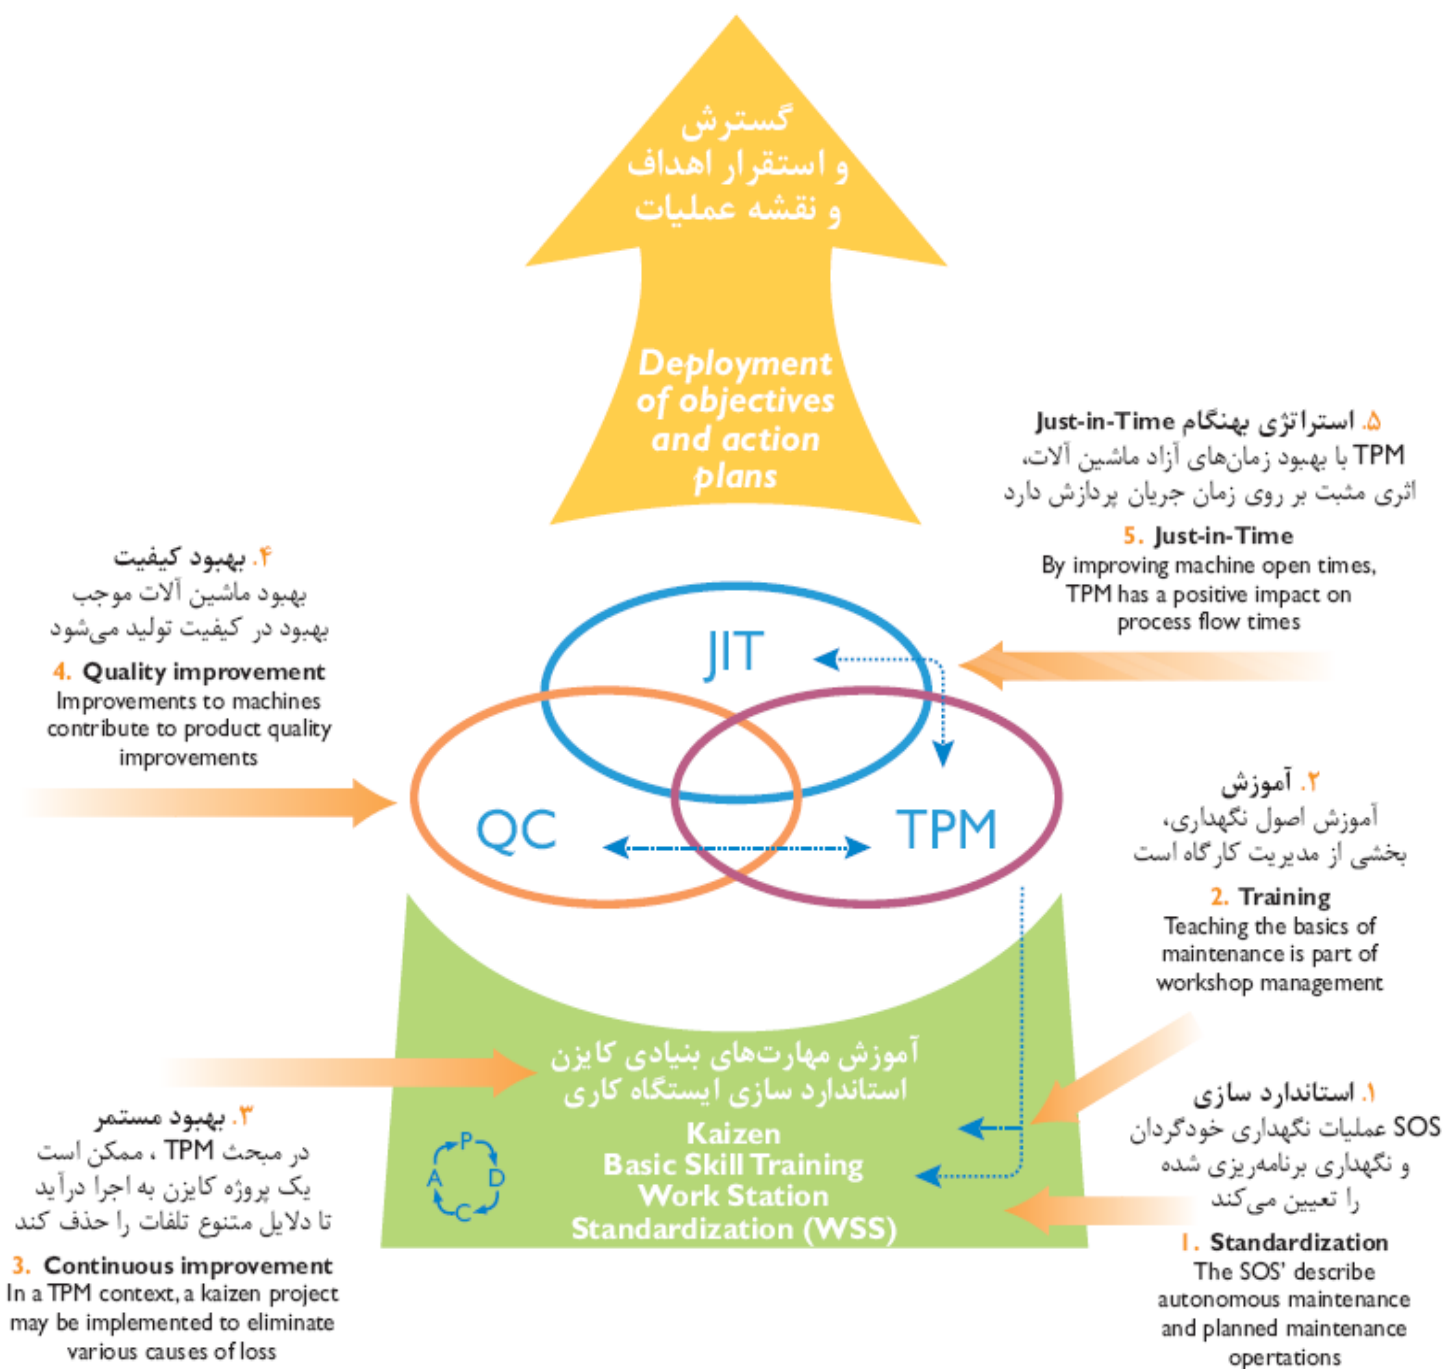 گسترش
و استقرار اهداف
و نقشه عملیات
Deployment
of objectives
and action
plans
۵. استراتژی بهنگام Just-in-Time
TPM با بهبود زمان‌های آزاد ماشین آلات،
اثری مثبت بر روی زمان جریان پردازش دارد
5. Just-in-Time
By improving machine open times,
TPM has a positive impact on
process flow times
۴. بهبود کیفیت
بهبود ماشین آلات موجب
بهبود در کیفیت تولید می‌شود
4. Quality improvement
Improvements to machines
contribute to product quality
improvements
JIT
QC
TPM
۲. آموزش
آموزش اصول نگهداری،
بخشی از مدیریت کارگاه است
2. Training
Teaching the basics of
maintenance is part of
workshop management
آموزش مهارت‌های بنیادی کایزن
استاندارد سازی ایستگاه کاری
Kaizen
Basic Skill Training
Work Station
Standardization (WSS)
P
D
C
A
۳. بهبود مستمر
در مبحث TPM ، ممکن است
یک پروژه کایزن به اجرا درآید
تا دلایل متنوع تلفات را حذف کند
3. Continuous improvement
In a TPM context, a kaizen project
may be implemented to eliminate
various causes of loss
۱. استاندارد سازی
SOS عملیات نگهداری خودگردان
و نگهداری برنامه‌ریزی شده
را تعیین می‌کند
1. Standardization
The SOS' describe
autonomous maintenance
and planned maintenance
opertations